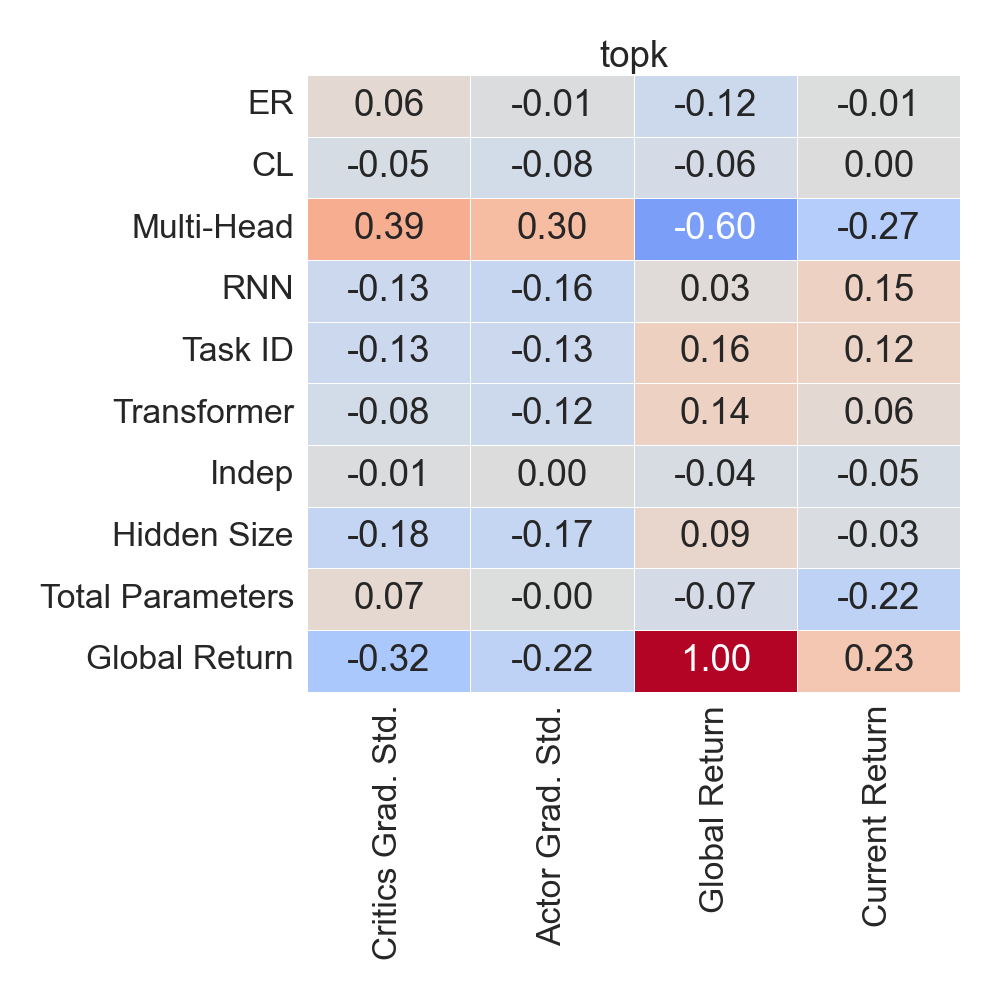 topk
ER 0.06 -0.01 -0.12 -0.01
CL -0.05 -0.08 -0.06 0.00
Multi-Head 0.39 0.30 -0.60 -0.27
RNN -0.13 -0.16 0.03 0.15
Task ID -0.13 -0.13 0.16 0.12
Transformer -0.08 -0.12 0.14 0.06
Indep -0.01 0.00 -0.04 -0.05
Hidden Size -0.18 -0.17 0.09 -0.03
Total Parameters 0.07 -0.00 -0.07 -0.22
Global Return -0.32 -0.22 1.00 0.23
Critics Grad. Std.
Actor Grad. Std.
Global Return
Current Return